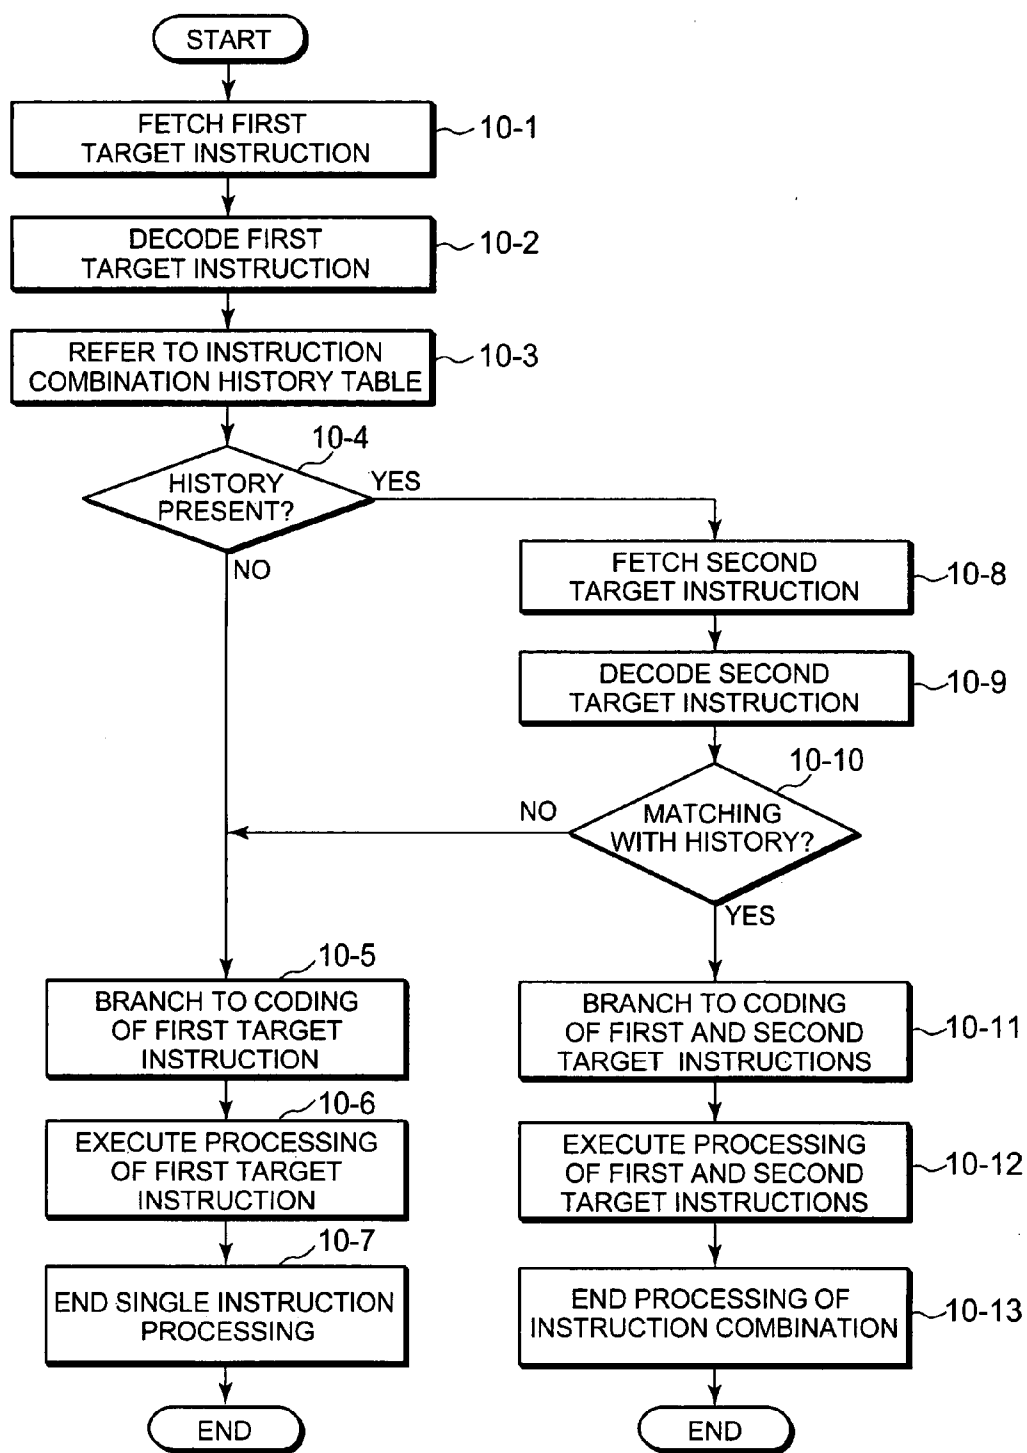 START
FETCH FIRST
TARGET INSTRUCTION
10-1
DECODE FIRST
TARGET INSTRUCTION
10-2
REFER TO INSTRUCTION
COMBINATION HISTORY TABLE
10-3
10-4
HISTORY
PRESENT?
YES
NO
FETCH SECOND
TARGET INSTRUCTION
10-8
DECODE SECOND
TARGET INSTRUCTION
10-9
10-10
MATCHING
WITH HISTORY?
NO
YES
10-5
BRANCH TO CODING
OF FIRST TARGET
INSTRUCTION
10-6
EXECUTE PROCESSING
OF FIRST TARGET
INSTRUCTION
10-7
END SINGLE INSTRUCTION
PROCESSING
END
BRANCH TO CODING
OF FIRST AND SECOND
TARGET INSTRUCTIONS
10-11
EXECUTE PROCESSING
OF FIRST AND SECOND
TARGET INSTRUCTIONS
10-12
END PROCESSING OF
INSTRUCTION COMBINATION
10-13
END